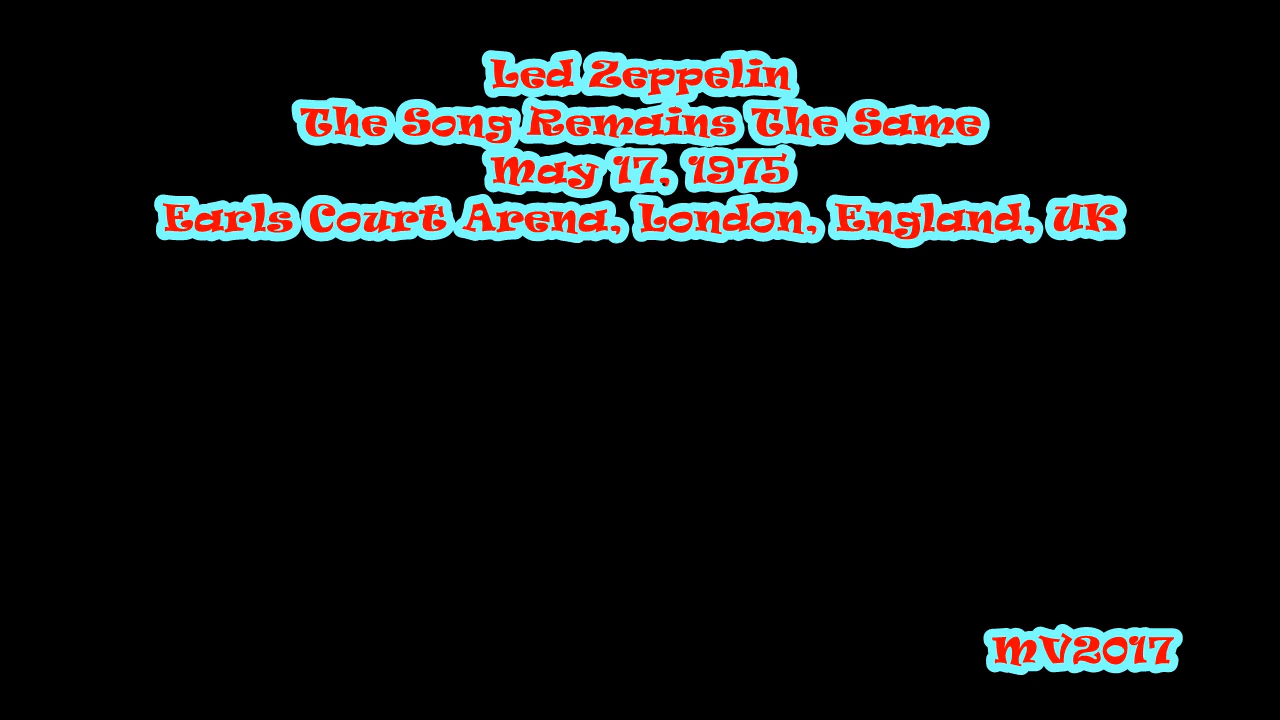 Led Zeppelin
The Song Remains The Same
May 17, 1975
Earls Court Arena, London, England, UK
MV2017